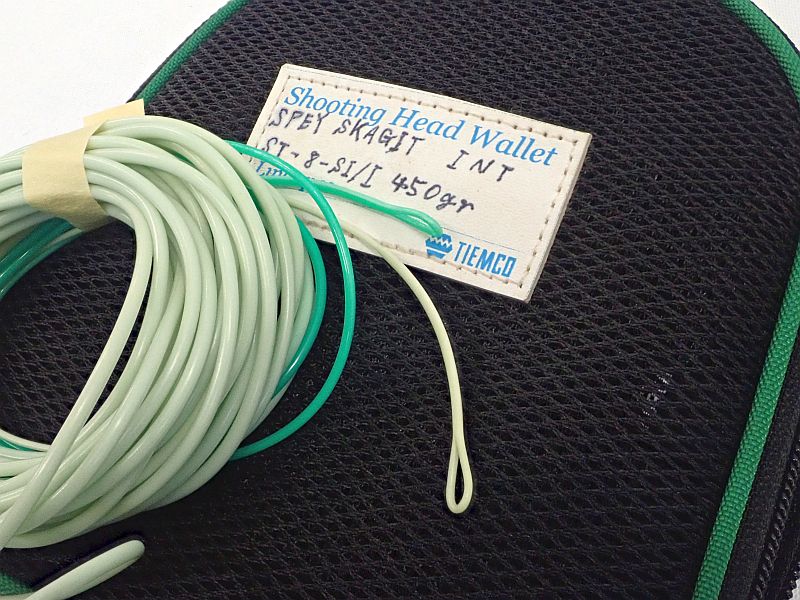 Shooting Head Wallet
SPEY SKAGIT INT
ST-8-SI/I 450gr
TIEMCO